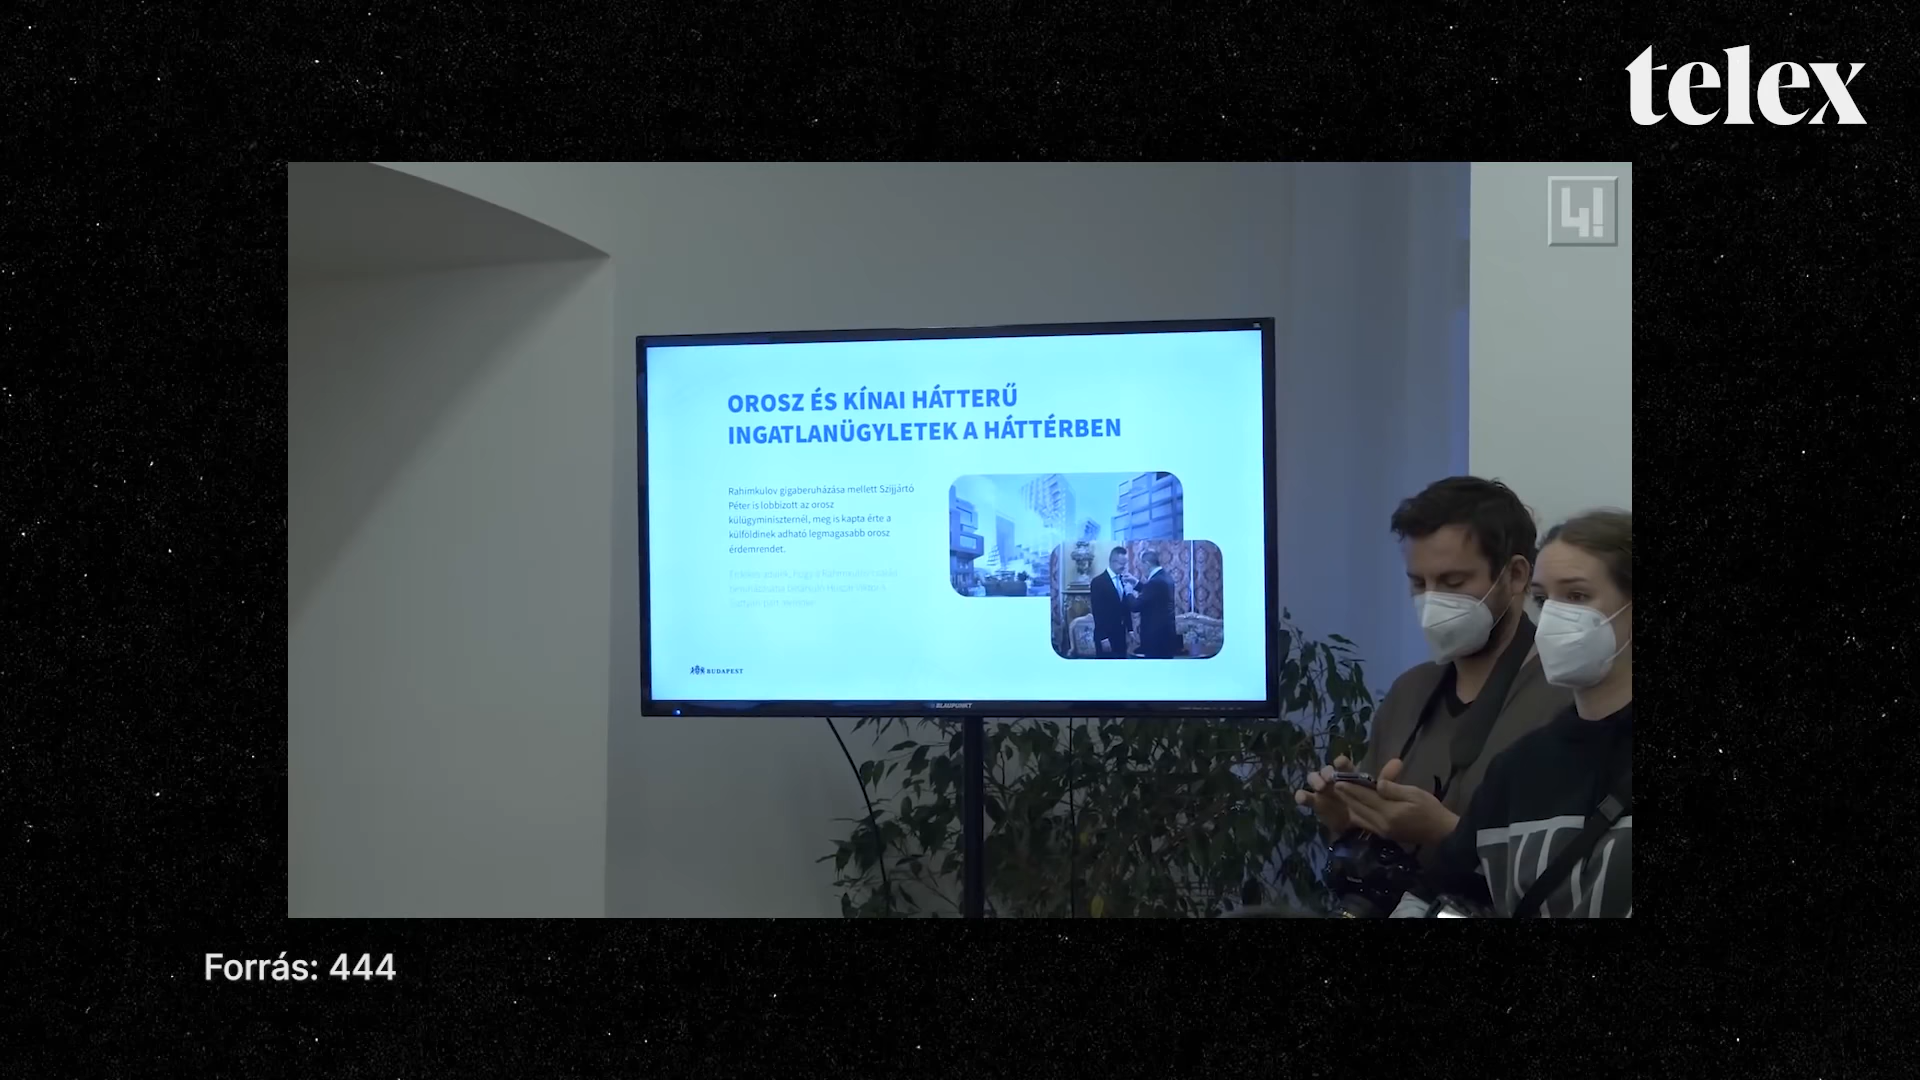 telex
4!
OROSZ ÉS KÍNAI HÁTTERŰ
INGATLANÜGYLETEK A HÁTTÉRBEN
Rahimkulov gigaberuházása mellett Szijjártó
Péter is lobbizott az orosz
külügyminiszternél, meg is kapta érte a
külföldinek adható legmagasabb orosz
érdemrendet.
BUDAPEST
BLAUPUNKT
Forrás: 444